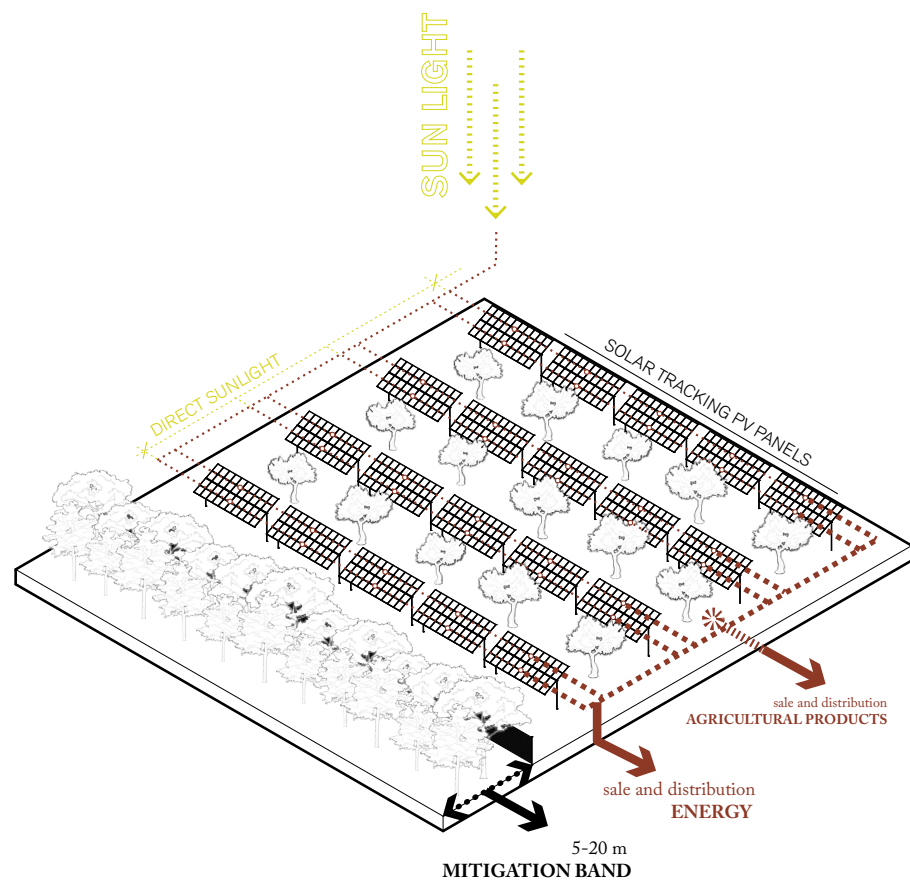 SUN LIGHT
DIRECT SUNLIGHT
SOLAR TRACKING PV PANELS
sale and distribution
AGRICULTURAL PRODUCTS
sale and distribution
ENERGY
5-20 m
MITIGATION BAND